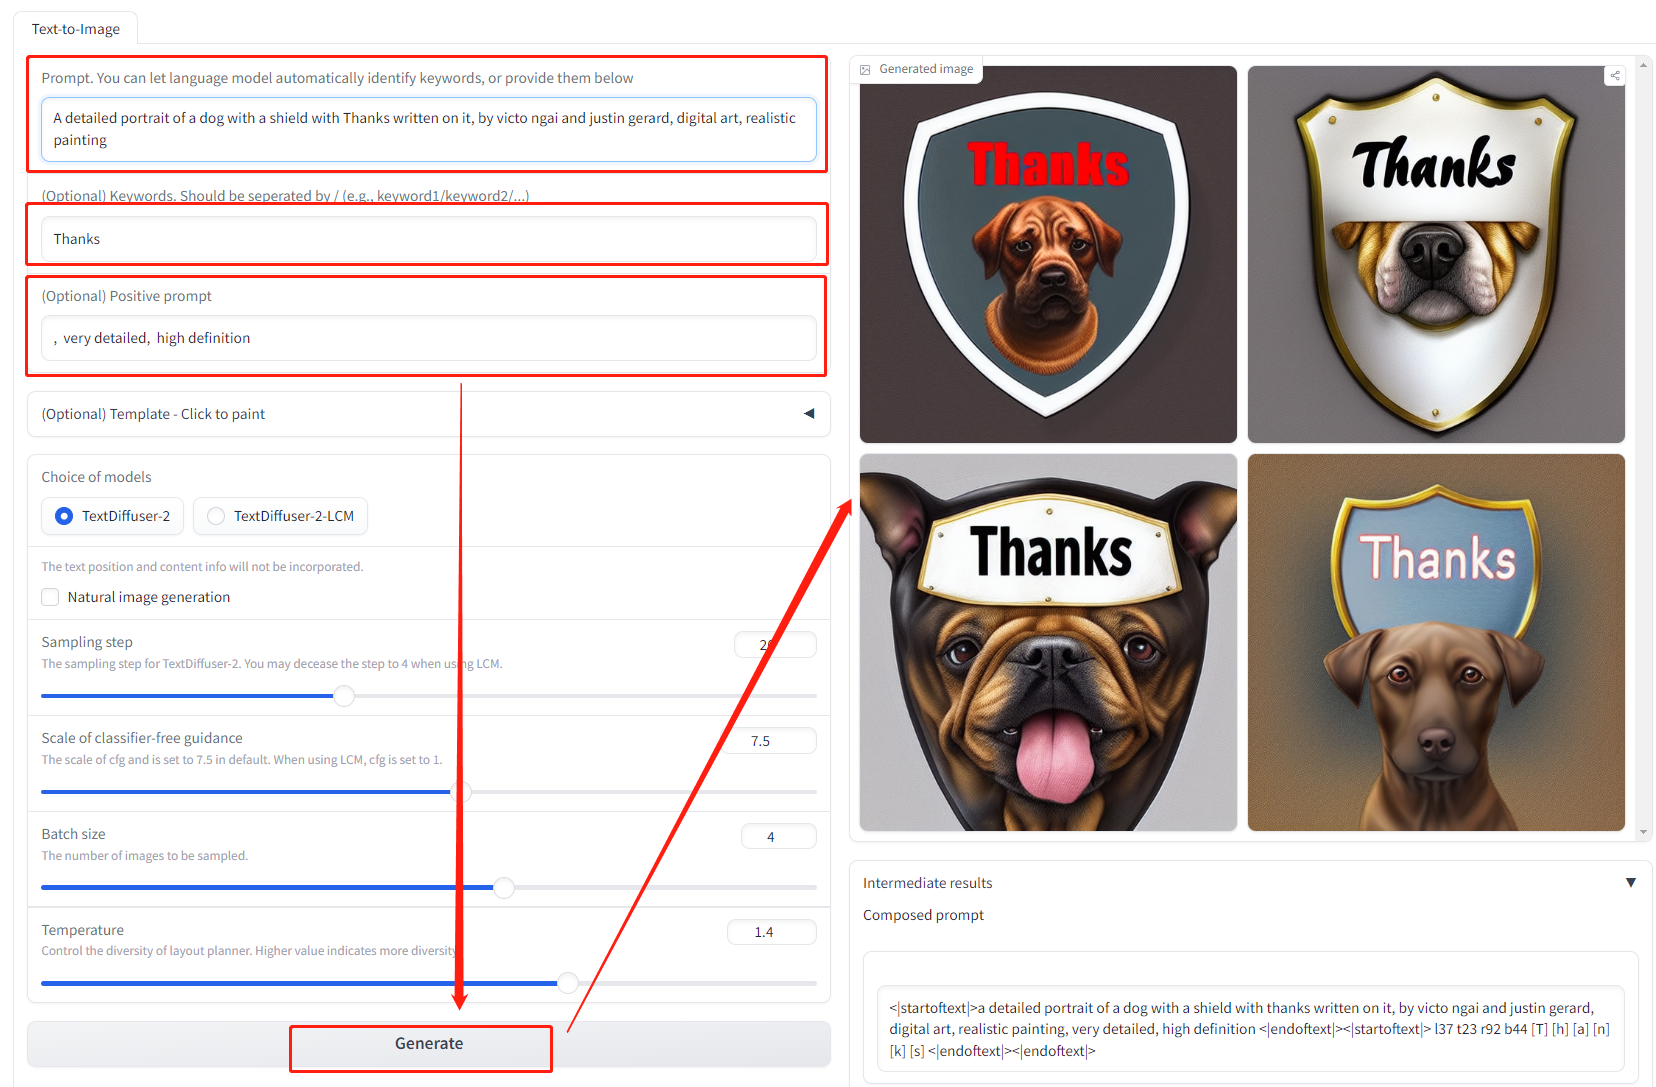 Text-to-Image
Prompt. You can let language model automatically identify keywords, or provide them below
A detailed portrait of a dog with a shield with Thanks written on it, by victo ngai and justin gerard, digital art, realistic
painting
(Optional) Keywords. Should be seperated by / (e.g., keyword1/keyword2/...)
Thanks
(Optional) Positive prompt
, very detailed, high definition
(Optional) Template - Click to paint
Choice of models
TextDiffuser-2
TextDiffuser-2-LCM
The text position and content info will not be incorporated.
Natural image generation
Sampling step
The sampling step for TextDiffuser-2. You may decease the step to 4 when using LCM.
Scale of classifier-free guidance
7.5
The scale of cfg and is set to 7.5 in default. When using LCM, cfg is set to 1.
Batch size
4
The number of images to be sampled.
Temperature
1.4
Control the diversity of layout planner. Higher value indicates more diversity
Generate
Generated image
Thanks
Thanks
Thanks
Thanks
Intermediate results
Composed prompt
<|startoftext|>a detailed portrait of a dog with a shield with thanks written on it, by victo ngai and justin gerard,
digital art, realistic painting, very detailed, high definition <|endoftext|><|startoftext|> l37 t23 r92 b44 [T] [h] [a] [n]
[k] [s] <|endoftext|><|endoftext|>